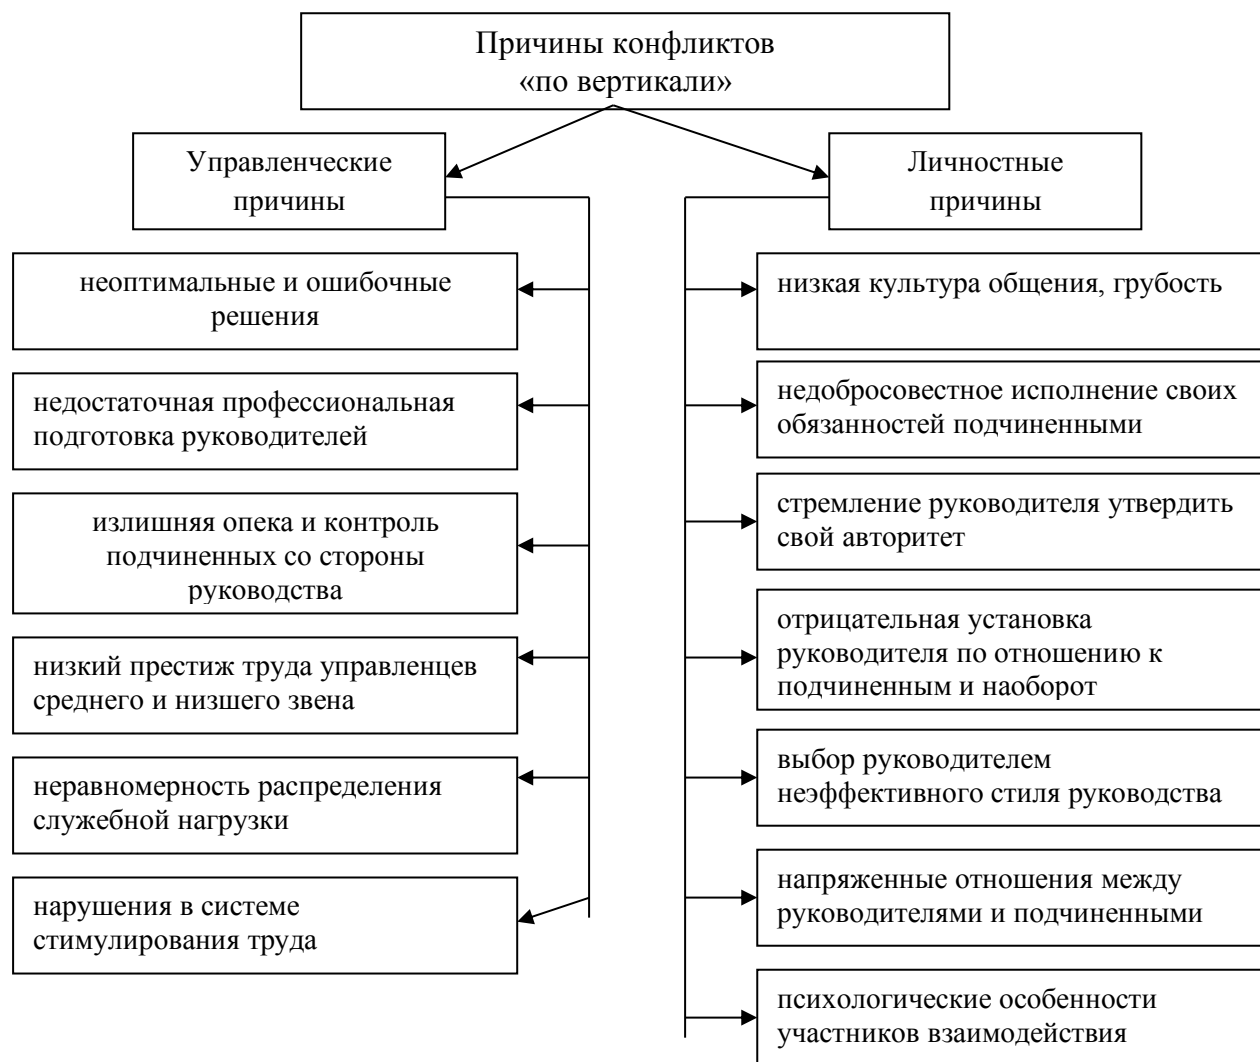 Причины конфликтов
«по вертикали»
Управленческие
причины
неоптимальные и ошибочные
решения
недостаточная профессиональная
подготовка руководителей
излишняя опека и контроль
подчиненных со стороны
руководства
низкий престиж труда управленцев
среднего и низшего звена
неравномерность распределения
служебной нагрузки
нарушения в системе
стимулирования труда
Личностные
причины
низкая культура общения, грубость
недобросовестное исполнение своих
обязанностей подчиненными
стремление руководителя утвердить
свой авторитет
отрицательная установка
руководителя по отношению к
подчиненным и наоборот
выбор руководителем
неэффективного стиля руководства
напряженные отношения между
руководителями и подчиненными
психологические особенности
участников взаимодействия